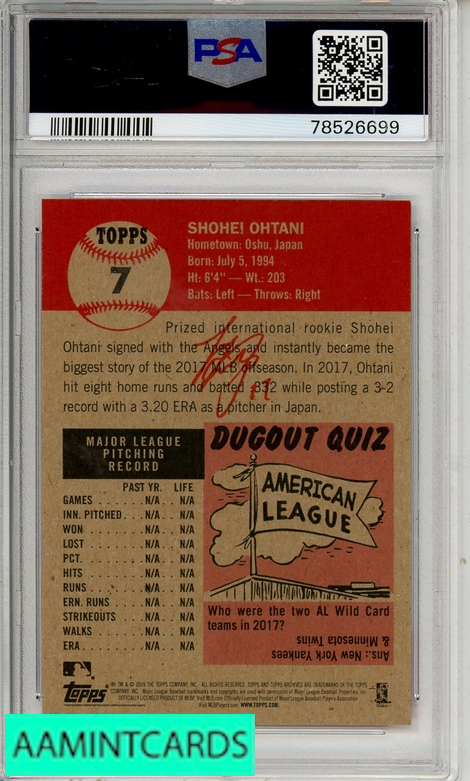 PSA
78526699
TOPPS
7
SHOHEI OHTANI
Hometown: Oshu, Japan
Born: July 5, 1994
Ht: 6'4" — Wt.: 203
Bats: Left — Throws: Right
Prized international rookie Shohei
Ohtani signed with the Angels and instantly became the
biggest story of the 2017 MLB offseason. In 2017, Ohtani
hit eight home runs and batted .332 while posting a 3-2
record with a 3.20 ERA as a pitcher in Japan.
MAJOR LEAGUE
PITCHING
RECORD
PAST YR. LIFE
GAMES . . . . . . . . . N/A . . N/A
INN. PITCHED . . . N/A . . N/A
WON . . . . . . . . . . N/A . . N/A
LOST . . . . . . . . . . N/A . . N/A
PCT. . . . . . . . . . . N/A . . N/A
HITS . . . . . . . . . . N/A . . N/A
RUNS . . . . . . . . . N/A . . N/A
ERN. RUNS . . . . . N/A . . N/A
STRIKEOUTS . . . . N/A . . N/A
WALKS . . . . . . . . N/A . . N/A
ERA . . . . . . . . . . . N/A . . N/A
DUGOUT QUIZ
AMERICAN
LEAGUE
Who were the two AL Wild Card
teams in 2017?
Ans.: New York Yankees
& Minnesota Twins
Topps
AAMINTCARDS